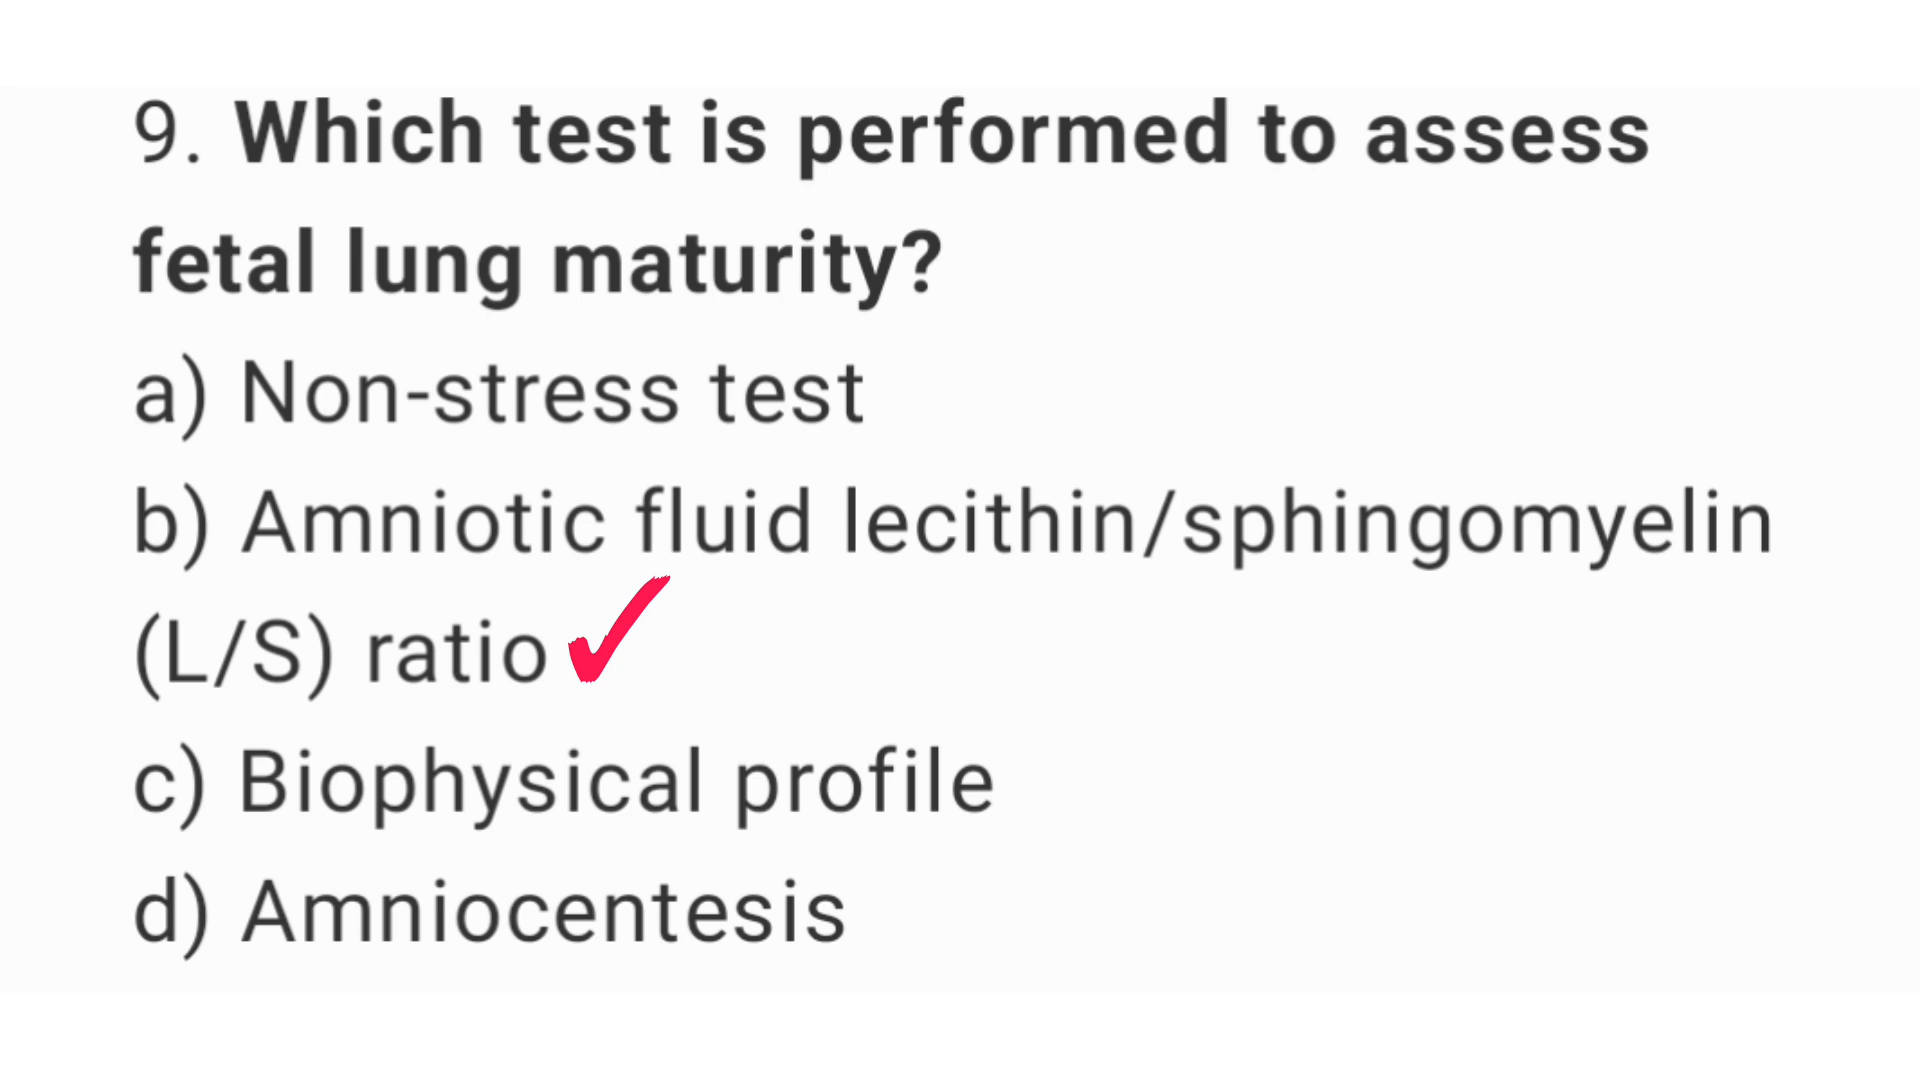 9. Which test is performed to assess
fetal lung maturity?
a) Non-stress test
b) Amniotic fluid lecithin/sphingomyelin
(L/S) ratio
c) Biophysical profile
d) Amniocentesis